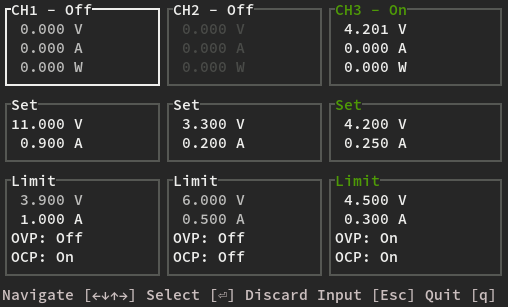 CH1 - Off
0.000 V
0.000 A
0.000 W
Set
11.000 V
0.900 A
Limit
3.900 V
1.000 A
OVP: Off
OCP: On
CH2 - Off
0.000 V
0.000 A
0.000 W
Set
3.300 V
0.200 A
Limit
6.000 V
0.500 A
OVP: Off
OCP: Off
CH3 - On
4.201 V
0.000 A
0.000 W
Set
4.200 V
0.250 A
Limit
4.500 V
0.300 A
OVP: On
OCP: On
Navigate [←↓↑→] Select [⏎] Discard Input [Esc] Quit [q]